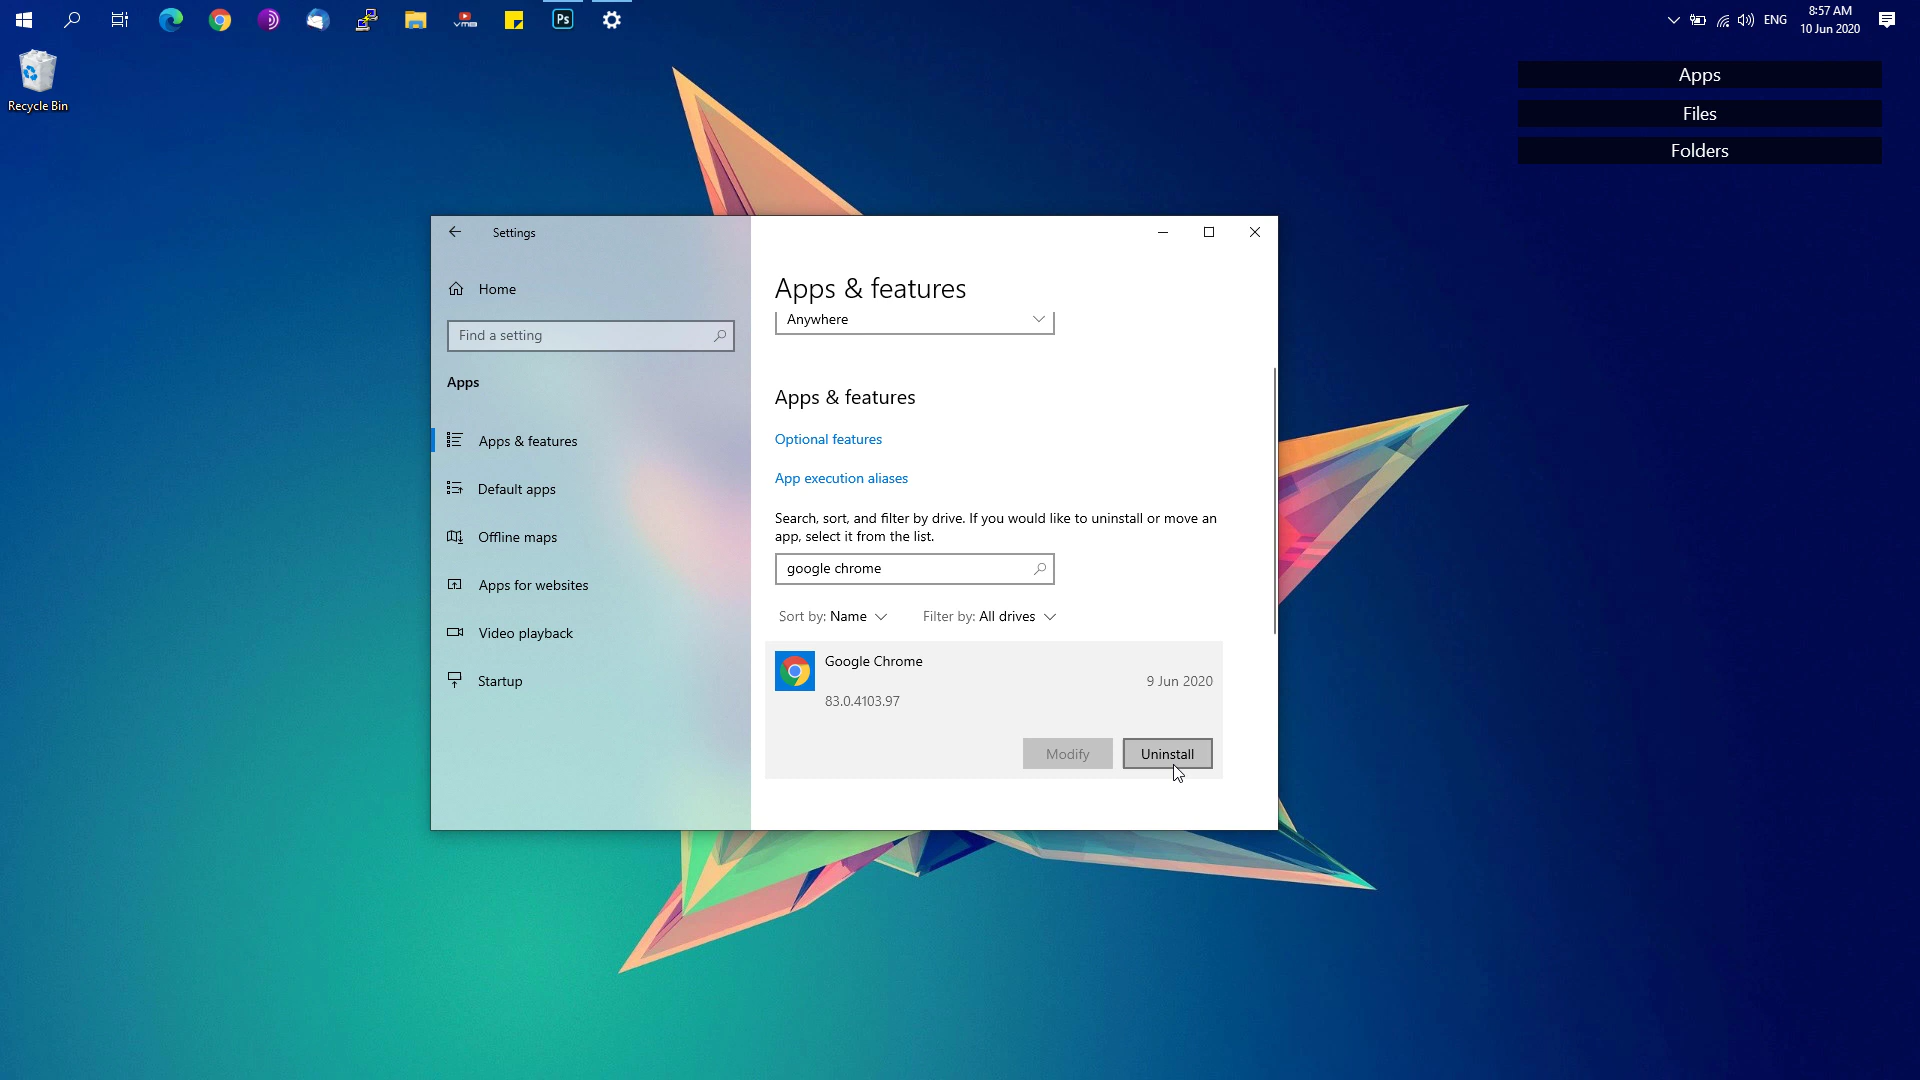 Ps
ENG
8:57 AM
10 Jun 2020
Recycle Bin
Apps
Files
Folders
Settings
Home
Find a setting
Apps
Apps & features
Default apps
Offline maps
Apps for websites
Video playback
Startup
Apps & features
Anywhere
Apps & features
Optional features
App execution aliases
Search, sort, and filter by drive. If you would like to uninstall or move an
app, select it from the list.
google chrome
Sort by: Name
Filter by: All drives
Google Chrome
9 Jun 2020
83.0.4103.97
Modify
Uninstall